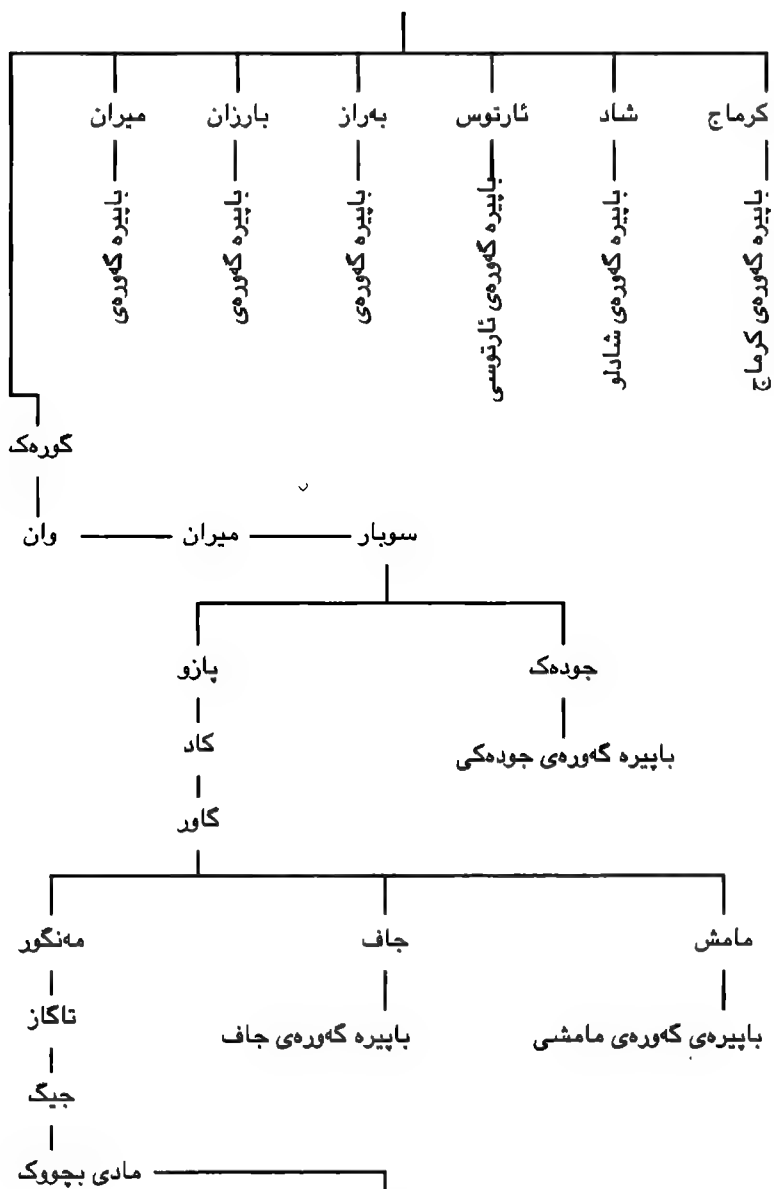 کرماج
شاد
ئارتوس
بەراز
بارزان
میران
باپیرە گەورەی کرماج
باپیرە گەورەی شادلو
باپیرە گەورەی ئارتوسی
باپیرە گەورەی
باپیرە گەورەی
باپیرە گەورەی
گورەک
سوبار
میران
وان
جودەک
پازو
باپیرە گەورەی جودەکی
کاد
گاور
مامش
جاف
مەنگور
باپیرەی گەورەی مامشی
باپیرە گەورەی جاف
تاگاز
جیگ
مادی بچووک